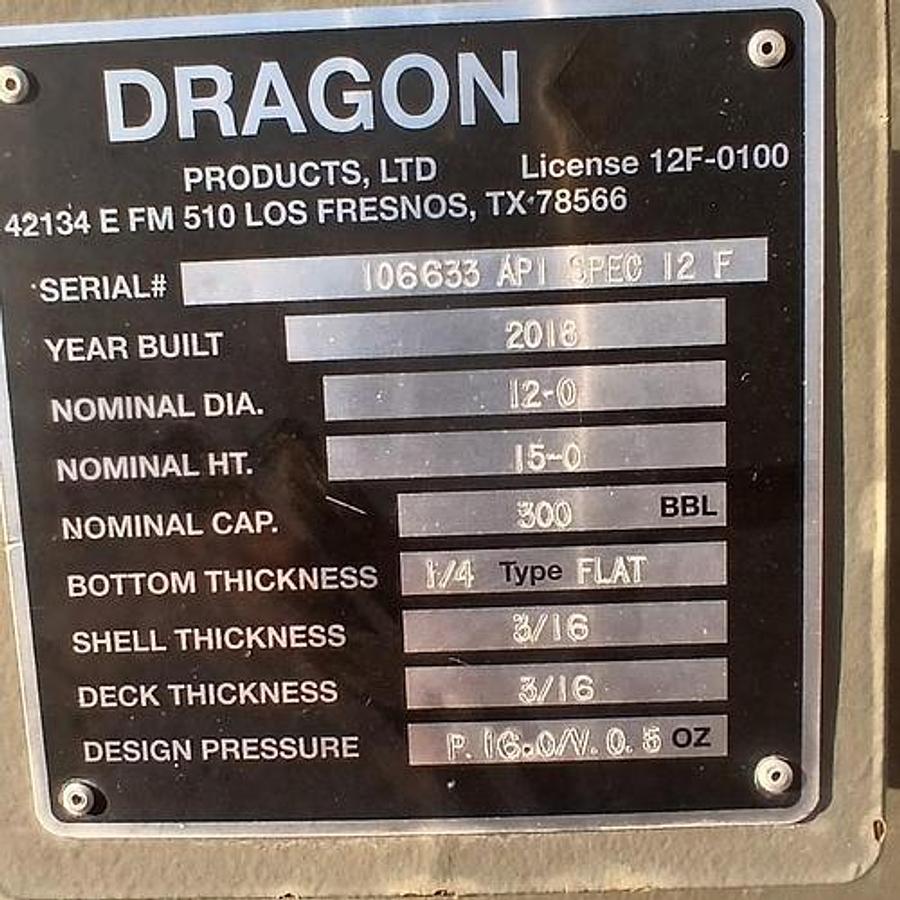 DRAGON
PRODUCTS, LTD License 12F-0100
42134 E FM 510 LOS FRESNOS, TX 78566
SERIAL# 106633 API SPEC 12 F
YEAR BUILT 2018
NOMINAL DIA. 12-0
NOMINAL HT. 15-0
NOMINAL CAP. 300 BBL
BOTTOM THICKNESS 1/4 Type FLAT
SHELL THICKNESS 3/16
DECK THICKNESS 3/16
DESIGN PRESSURE P. 16.0/V. 0.5 OZ